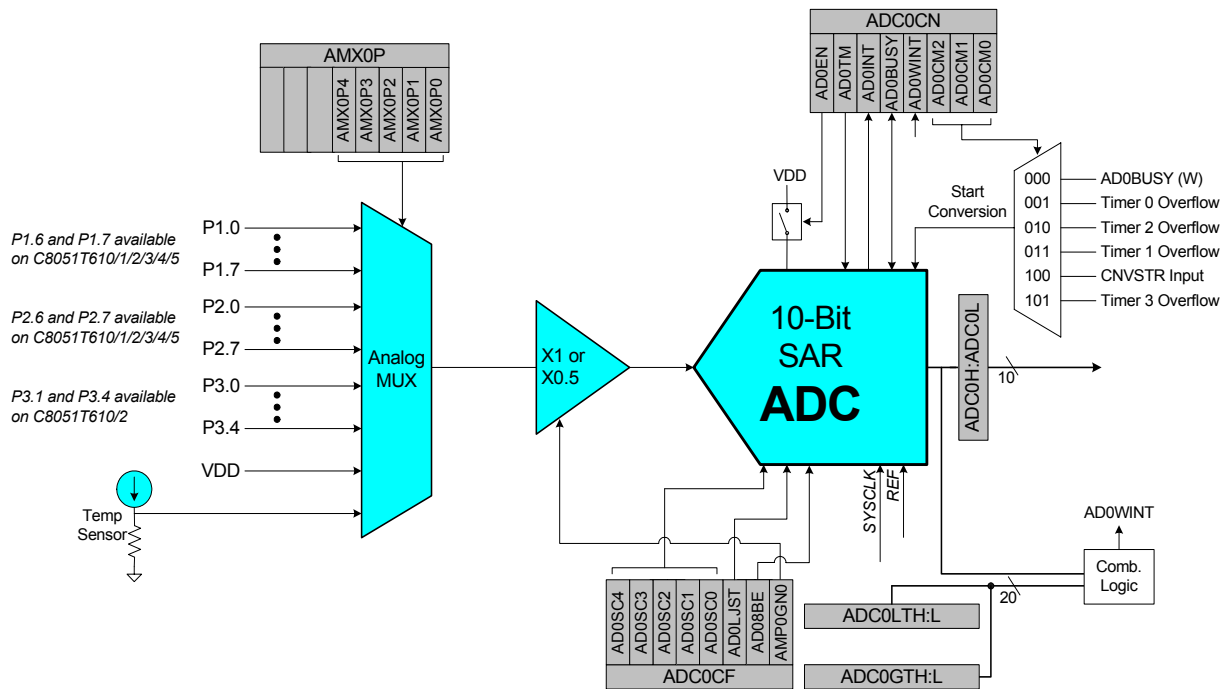 AMX0P
AMX0P4
AMX0P3
AMX0P2
AMX0P1
AMX0P0
ADC0CN
AD0EN
AD0TM
AD0INT
AD0BUSY
AD0WINT
AD0CM2
AD0CM1
AD0CM0
VDD
Start
Conversion
000
AD0BUSY (W)
001
Timer 0 Overflow
010
Timer 2 Overflow
011
Timer 1 Overflow
100
CNVSTR Input
101
Timer 3 Overflow
P1.6 and P1.7 available
on C8051T610/1/2/3/4/5
P1.0
P1.7
P2.6 and P2.7 available
on C8051T610/1/2/3/4/5
P2.0
P2.7
P3.1 and P3.4 available
on C8051T610/2
P3.0
P3.4
VDD
Temp
Sensor
Analog
MUX
X1 or
X0.5
10-Bit
SAR
ADC
ADC0H:ADC0L
10
SYSCLK
REF
AD0WINT
Comb.
Logic
20
ADC0LTH:L
ADC0GTH:L
AD0SC4
AD0SC3
AD0SC2
AD0SC1
AD0SC0
AD0LJST
AD08BE
AMP0GN0
ADC0CF